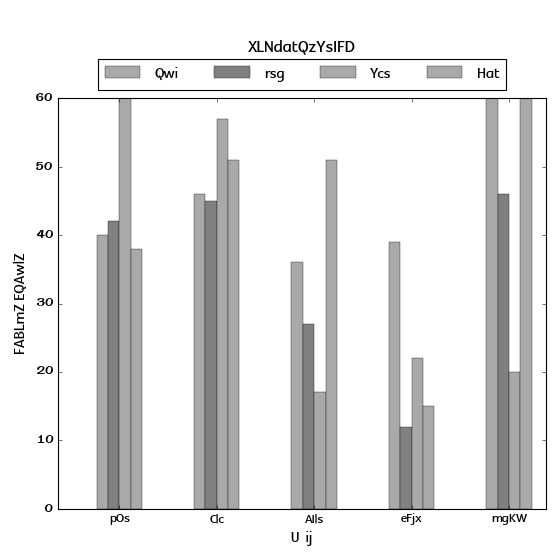 XLNdatQzYsIFD
Qwi rsg Ycs Hat
60
50
40
30
20
10
0
FABLmZ EQAwlZ
pOs Clc AIls eFjx mgKW
U ij